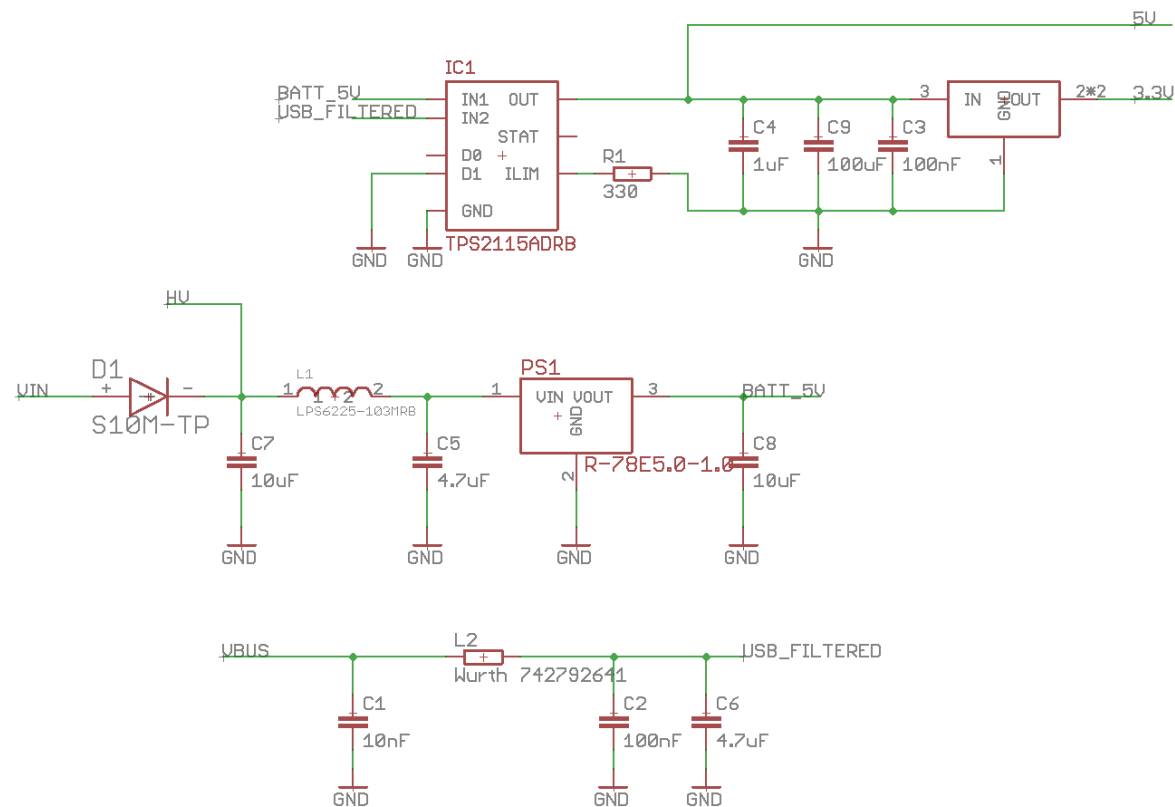 5V
IC1
BATT_5V
USB_FILTERED
IN1 OUT
IN2
STAT
D0
D1 ILIM
GND
TPS2115ADRB
GND
GND
R1
330
C4
1uF
C9
100uF
C3
100nF
GND
3
IN GND OUT
2*2
3.3V
1
HV
VIN
D1
+ -
S10M-TP
C7
10uF
GND
L1
1 1 2 2
LPS6225-103MRB
C5
4.7uF
GND
PS1
1
VIN VOUT
GND
3
2
R-78E5.0-1.0
GND
BATT_5V
C8
10uF
GND
VBUS
L2
Wurth 742792641
USB_FILTERED
C1
10nF
GND
C2
100nF
GND
C6
4.7uF
GND